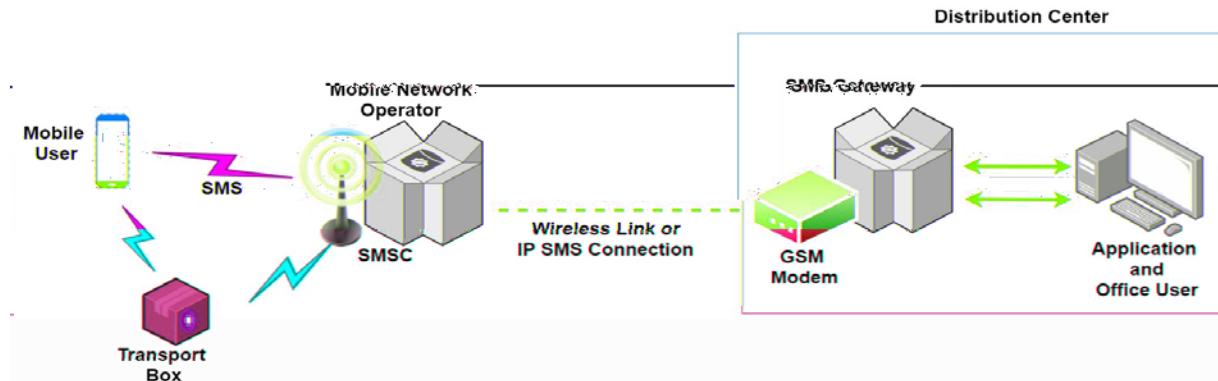 Distribution Center
Mobile Network
Operator
SMS Gateway
Mobile
User
SMS
SMSC
Wireless Link or
IP SMS Connection
GSM
Modem
Application
and
Office User
Transport
Box